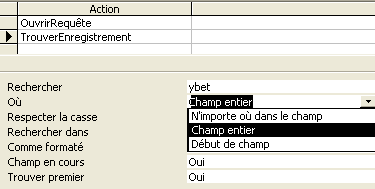 Action
OuvrirRequête
TrouverEnregistrement
Rechercher ybet
Où Champ entier
Respecter la casse N'importe où dans le champ
Rechercher dans Champ entier
Comme formaté Début de champ
Champ en cours Oui
Trouver premier Oui